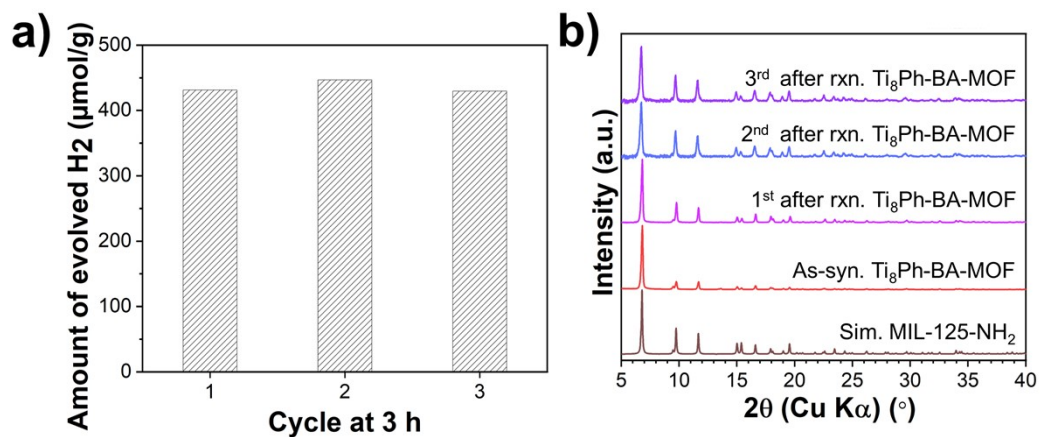 a)
Amount of evolved H2 (μmol/g)
500
400
300
200
100
0
1
2
3
Cycle at 3 h
b)
Intensity (a.u.)
3rd after rxn. Ti8Ph-BA-MOF
2nd after rxn. Ti8Ph-BA-MOF
1st after rxn. Ti8Ph-BA-MOF
As-syn. Ti8Ph-BA-MOF
Sim. MIL-125-NH2
5 10 15 20 25 30 35 40
2θ (Cu Kα) (°)